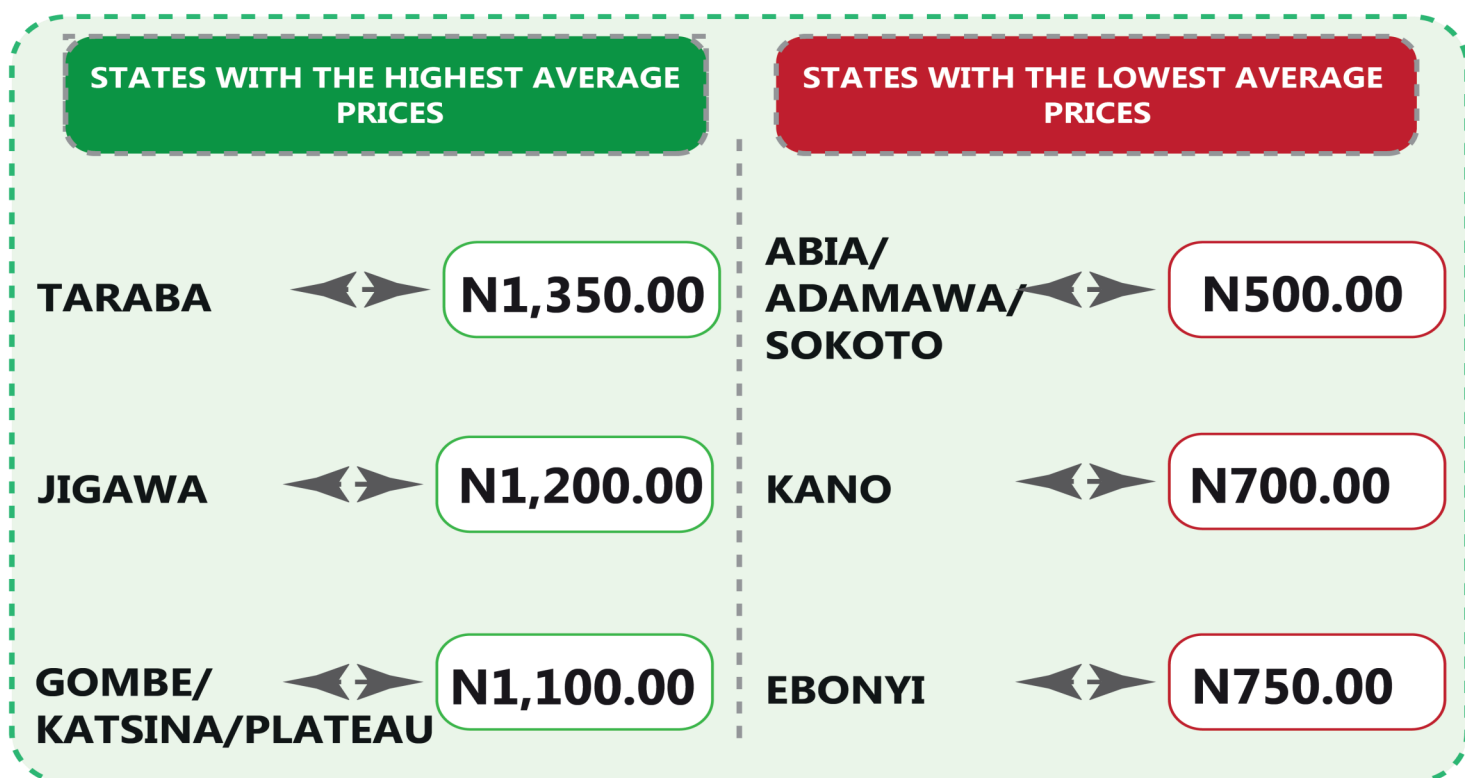 STATES WITH THE HIGHEST AVERAGE
PRICES
TARABA
N1,350.00
JIGAWA
N1,200.00
GOMBE/
KATSINA/PLATEAU
N1,100.00
STATES WITH THE LOWEST AVERAGE
PRICES
ABIA/
ADAMAWA/
SOKOTO
N500.00
KANO
N700.00
EBONYI
N750.00